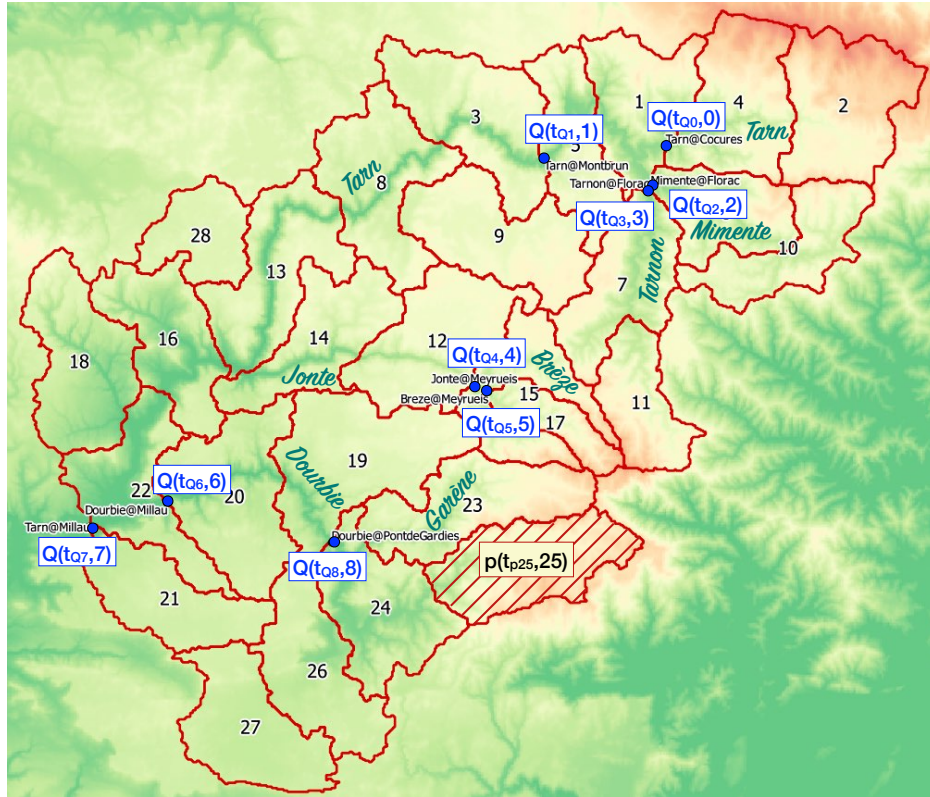 1
4
2
3
Q(tQ0,0)
Q(tQ1,1)
5
Tarn
Tarn@Cocures
Tarn@Montbrun
Tarn
8
Tarnon@Florac
Mimente@Florac
Q(tQ3,3)
Q(tQ2,2)
Mimente
28
9
10
13
7
Tarnon
16
14
12
18
Q(tQ4,4)
Brèze
Jonte
Jonte@Meyrueis
Breze@Meyrueis
15
11
Q(tQ5,5)
17
19
Dourbie
Q(tQ6,6)
22
20
Garène
23
Dourbie@Millau
Tarn@Millau
Dourbie@PontdeGardies
Q(tQ7,7)
Q(tQ8,8)
p(tp25,25)
21
24
26
27